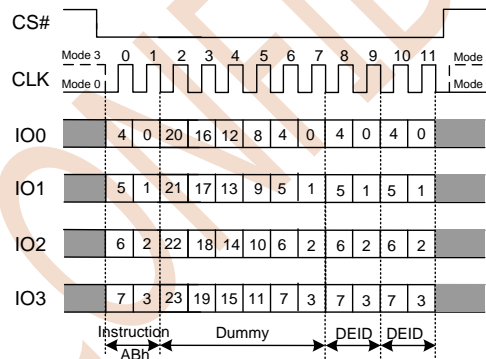 CS#
Mode 3 0 1 2 3 4 5 6 7 8 9 10 11 Mode
CLK
Mode 0 Mode
IO0 4 0 20 16 12 8 4 0 4 0 4 0
IO1 5 1 21 17 13 9 5 1 5 1 5 1
IO2 6 2 22 18 14 10 6 2 6 2 6 2
IO3 7 3 23 19 15 11 7 3 7 3 7 3
Instruction Dummy DEID DEID
ABh